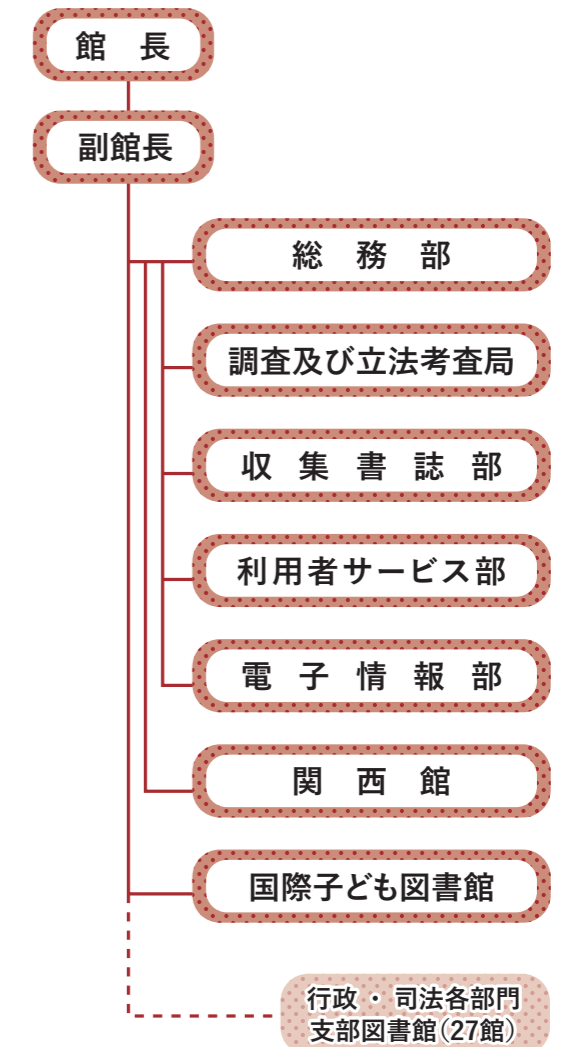 館長
副館長
総務部
調査及び立法考査局
収集書誌部
利用者サービス部
電子情報部
関西館
国際子ども図書館
行政・司法各部門
支部図書館(27館)